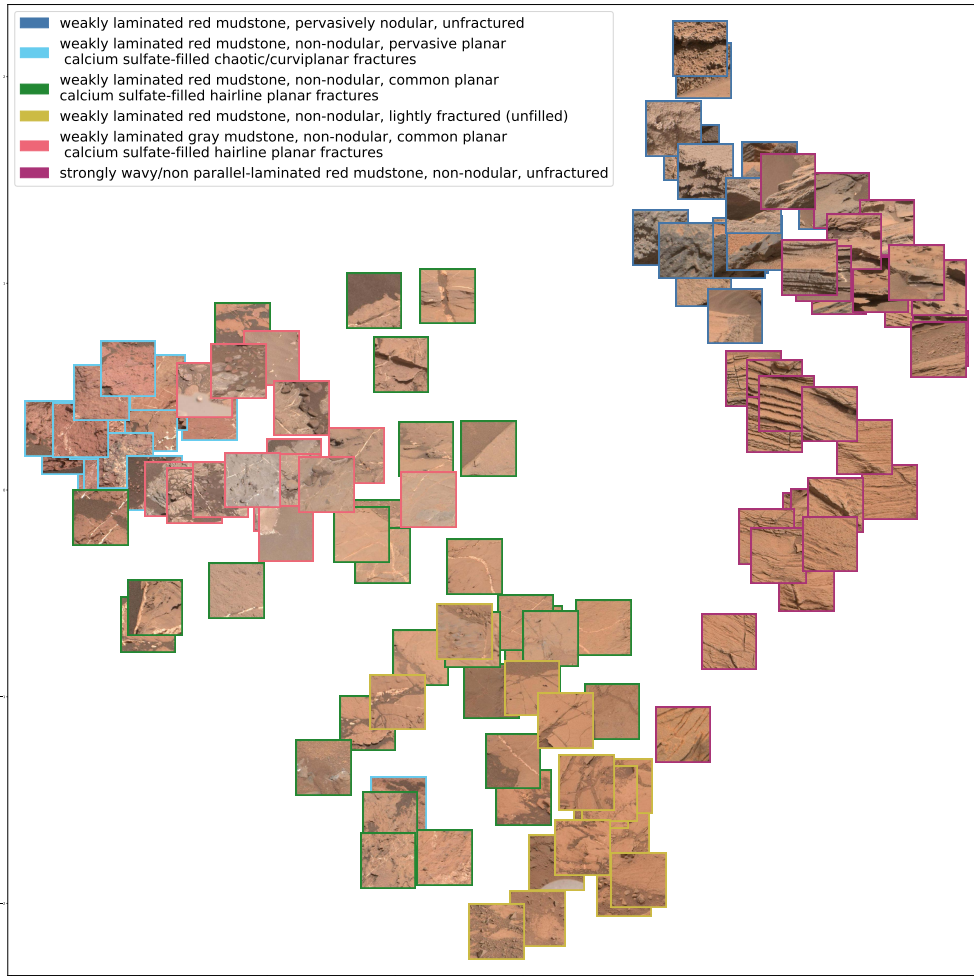 weakly laminated red mudstone, pervasively nodular, unfractured
weakly laminated red mudstone, non-nodular, pervasive planar
calcium sulfate-filled chaotic/curviplanar fractures
weakly laminated red mudstone, non-nodular, common planar
calcium sulfate-filled hairline planar fractures
weakly laminated red mudstone, non-nodular, lightly fractured (unfilled)
weakly laminated gray mudstone, non-nodular, common planar
calcium sulfate-filled hairline planar fractures
strongly wavy/non parallel-laminated red mudstone, non-nodular, unfractured